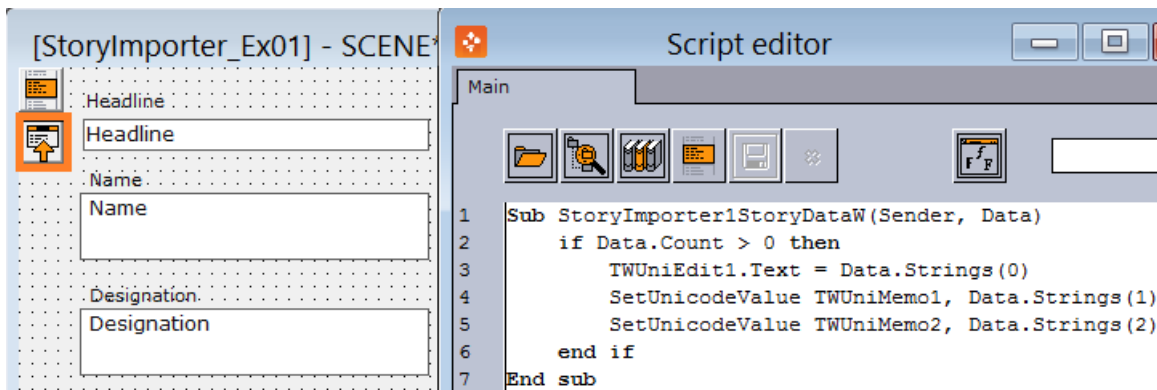 [StoryImporter_Ex01] - SCENE*
Headline
Headline
Name
Name
Designation
Designation
Script editor
Main
1 Sub StoryImporter1StoryDataW(Sender, Data)
2 if Data.Count > 0 then
3 TWUniEdit1.Text = Data.Strings(0)
4 SetUnicodeValue TWUniMemo1, Data.Strings(1)
5 SetUnicodeValue TWUniMemo2, Data.Strings(2)
6 end if
7 End sub